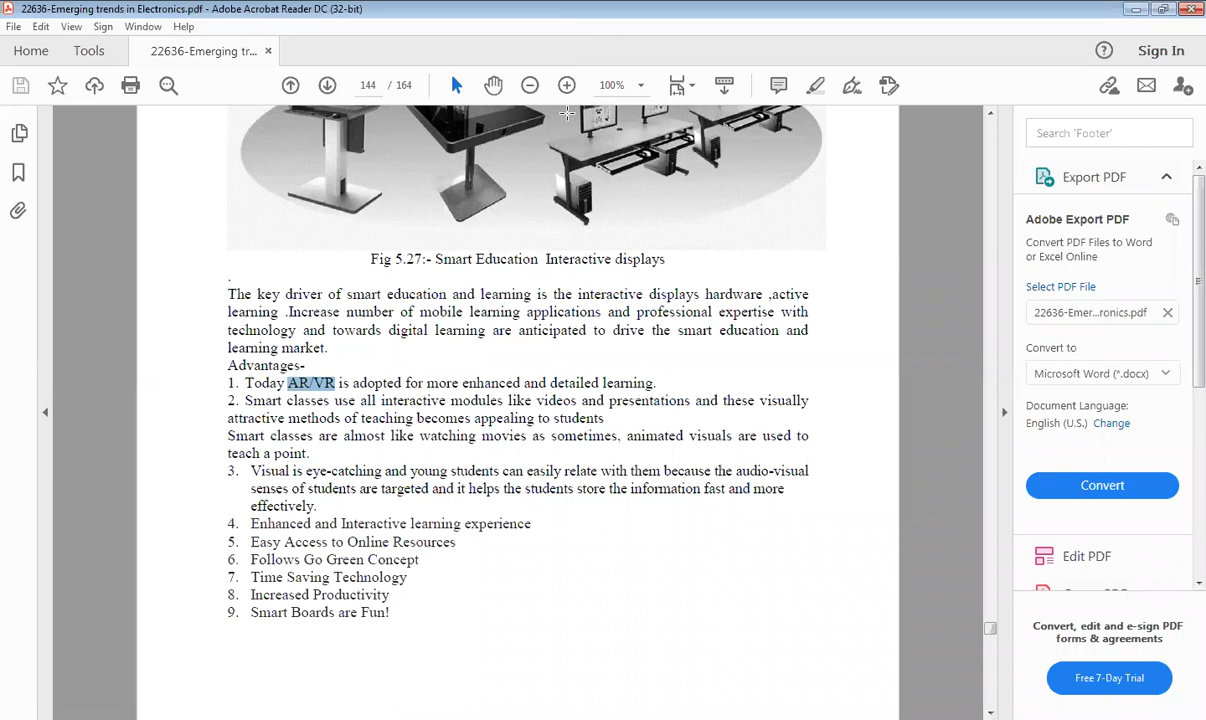 22636-Emerging trends in Electronics.pdf - Adobe Acrobat Reader DC (32-bit)
File Edit View Sign Window Help
Home Tools 22636-Emerging tr... × Sign In
144 / 164 100%
Search 'Footer'
Export PDF
Adobe Export PDF
Convert PDF Files to Word
or Excel Online
Select PDF File
22636-Emer...ronics.pdf
Convert to
Microsoft Word (*.docx)
Document Language:
English (U.S.) Change
Convert
Edit PDF
Convert, edit and e-sign PDF
forms & agreements
Free 7-Day Trial
Fig 5.27:- Smart Education Interactive displays
.
The key driver of smart education and learning is the interactive displays hardware ,active
learning .Increase number of mobile learning applications and professional expertise with
technology and towards digital learning are anticipated to drive the smart education and
learning market.
Advantages-
1. Today AR/VR is adopted for more enhanced and detailed learning.
2. Smart classes use all interactive modules like videos and presentations and these visually
attractive methods of teaching becomes appealing to students
Smart classes are almost like watching movies as sometimes, animated visuals are used to
teach a point.
3. Visual is eye-catching and young students can easily relate with them because the audio-visual
senses of students are targeted and it helps the students store the information fast and more
effectively.
4. Enhanced and Interactive learning experience
5. Easy Access to Online Resources
6. Follows Go Green Concept
7. Time Saving Technology
8. Increased Productivity
9. Smart Boards are Fun!